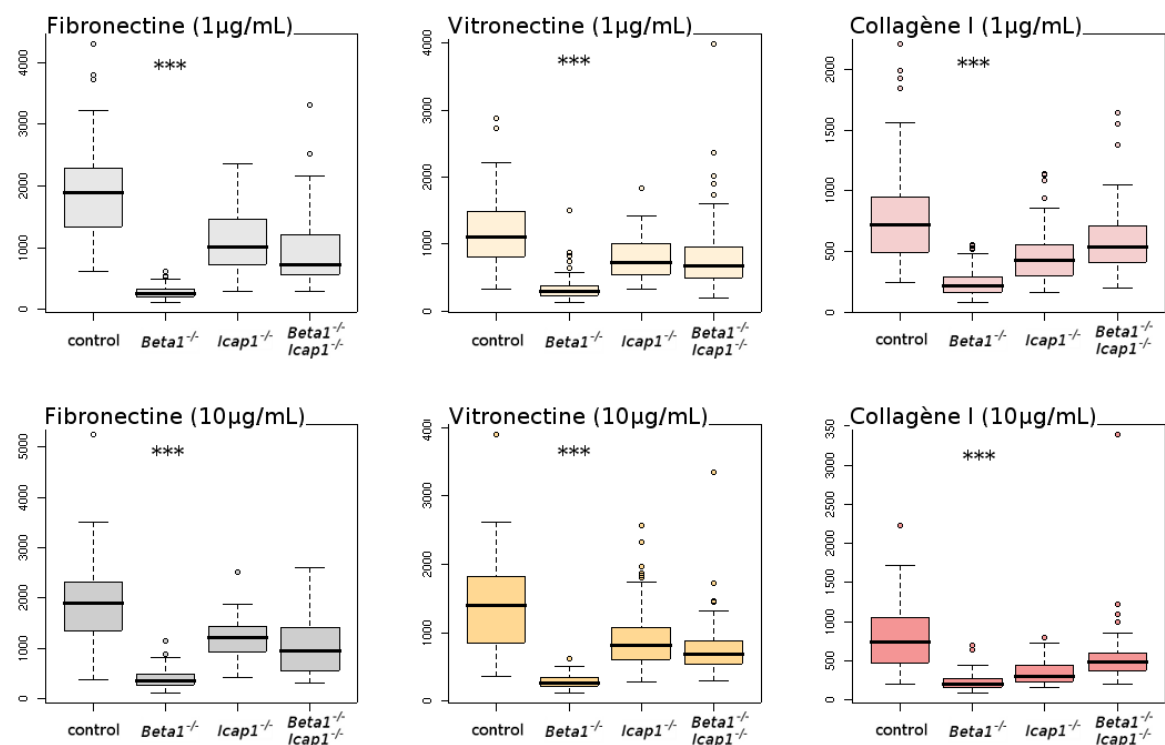 Fibronectine (1µg/mL)
4000
3000
2000
1000
0
***
control
Beta1-/-
Icap1-/-
Beta1-/-
Icap1-/-
Vitronectine (1µg/mL)
4000
3000
2000
1000
0
***
control
Beta1-/-
Icap1-/-
Beta1-/-
Icap1-/-
Collagène I (1µg/mL)
2000
1500
1000
500
0
***
control
Beta1-/-
Icap1-/-
Beta1-/-
Icap1-/-
Fibronectine (10µg/mL)
5000
4000
3000
2000
1000
0
***
control
Beta1-/-
Icap1-/-
Beta1-/-
Icap1-/-
Vitronectine (10µg/mL)
3000
2000
1000
0
***
control
Beta1-/-
Icap1-/-
Beta1-/-
Icap1-/-
Collagène I (10µg/mL)
3000
2500
2000
1500
1000
500
0
***
control
Beta1-/-
Icap1-/-
Beta1-/-
Icap1-/-